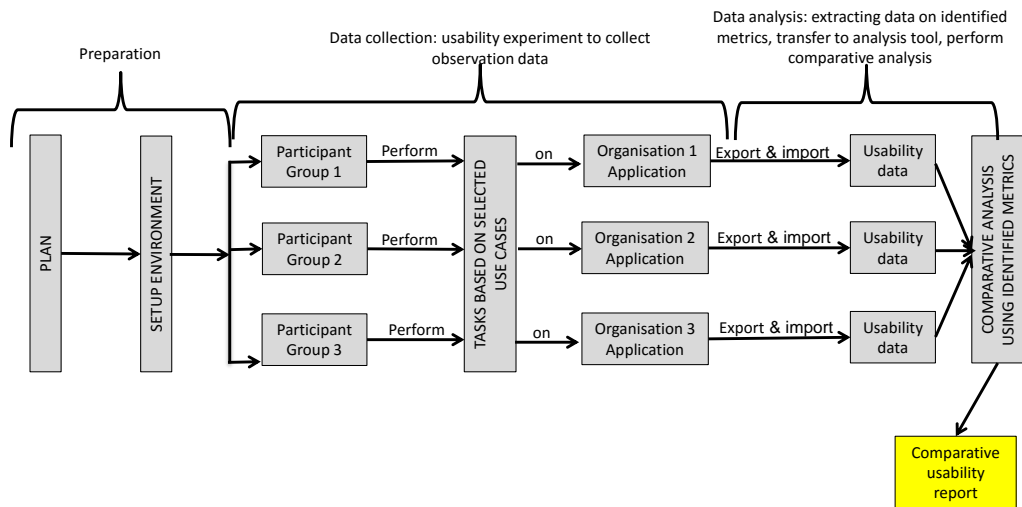 Preparation
Data collection: usability experiment to collect
observation data
Data analysis: extracting data on identified
metrics, transfer to analysis tool, perform
comparative analysis
PLAN
SETUP ENVIRONMENT
Participant
Group 1
Perform
TASKS BASED ON SELECTED
USE CASES
on
Organisation 1
Application
Export & import
Usability
data
Participant
Group 2
Perform
on
Organisation 2
Application
Export & import
Usability
data
Participant
Group 3
Perform
on
Organisation 3
Application
Export & import
Usability
data
COMPARATIVE ANALYSIS
USING IDENTIFIED METRICS
Comparative
usability
report